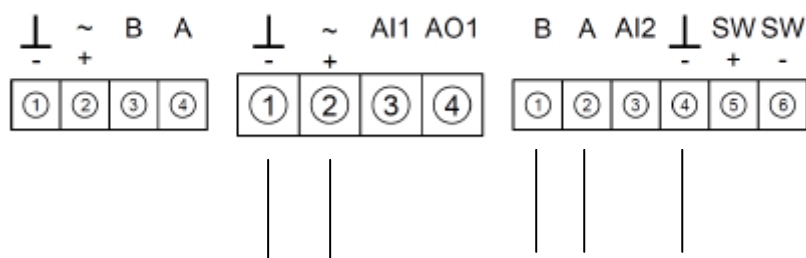 ⊥ ~ B A
- +
① ② ③ ④
⊥ ~ AI1 AO1
- +
① ② ③ ④
B A AI2 ⊥ SW SW
- + -
① ② ③ ④ ⑤ ⑥